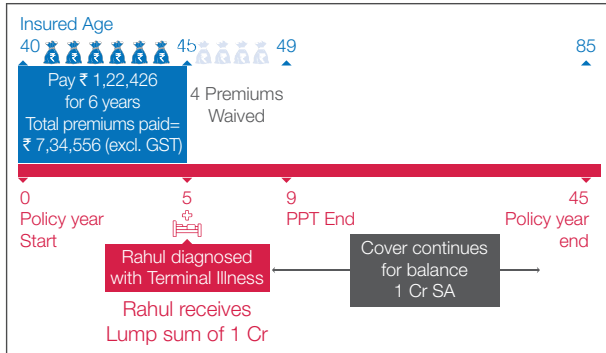 Insured Age
40 45 49 85
Pay ₹ 1,22,426
for 6 years
Total premiums paid=
₹ 7,34,556 (excl. GST)
4 Premiums
Waived
0 5 9 45
Policy year
Start
PPT End
Policy year
end
Rahul diagnosed
with Terminal Illness
Rahul receives
Lump sum of 1 Cr
Cover continues
for balance
1 Cr SA